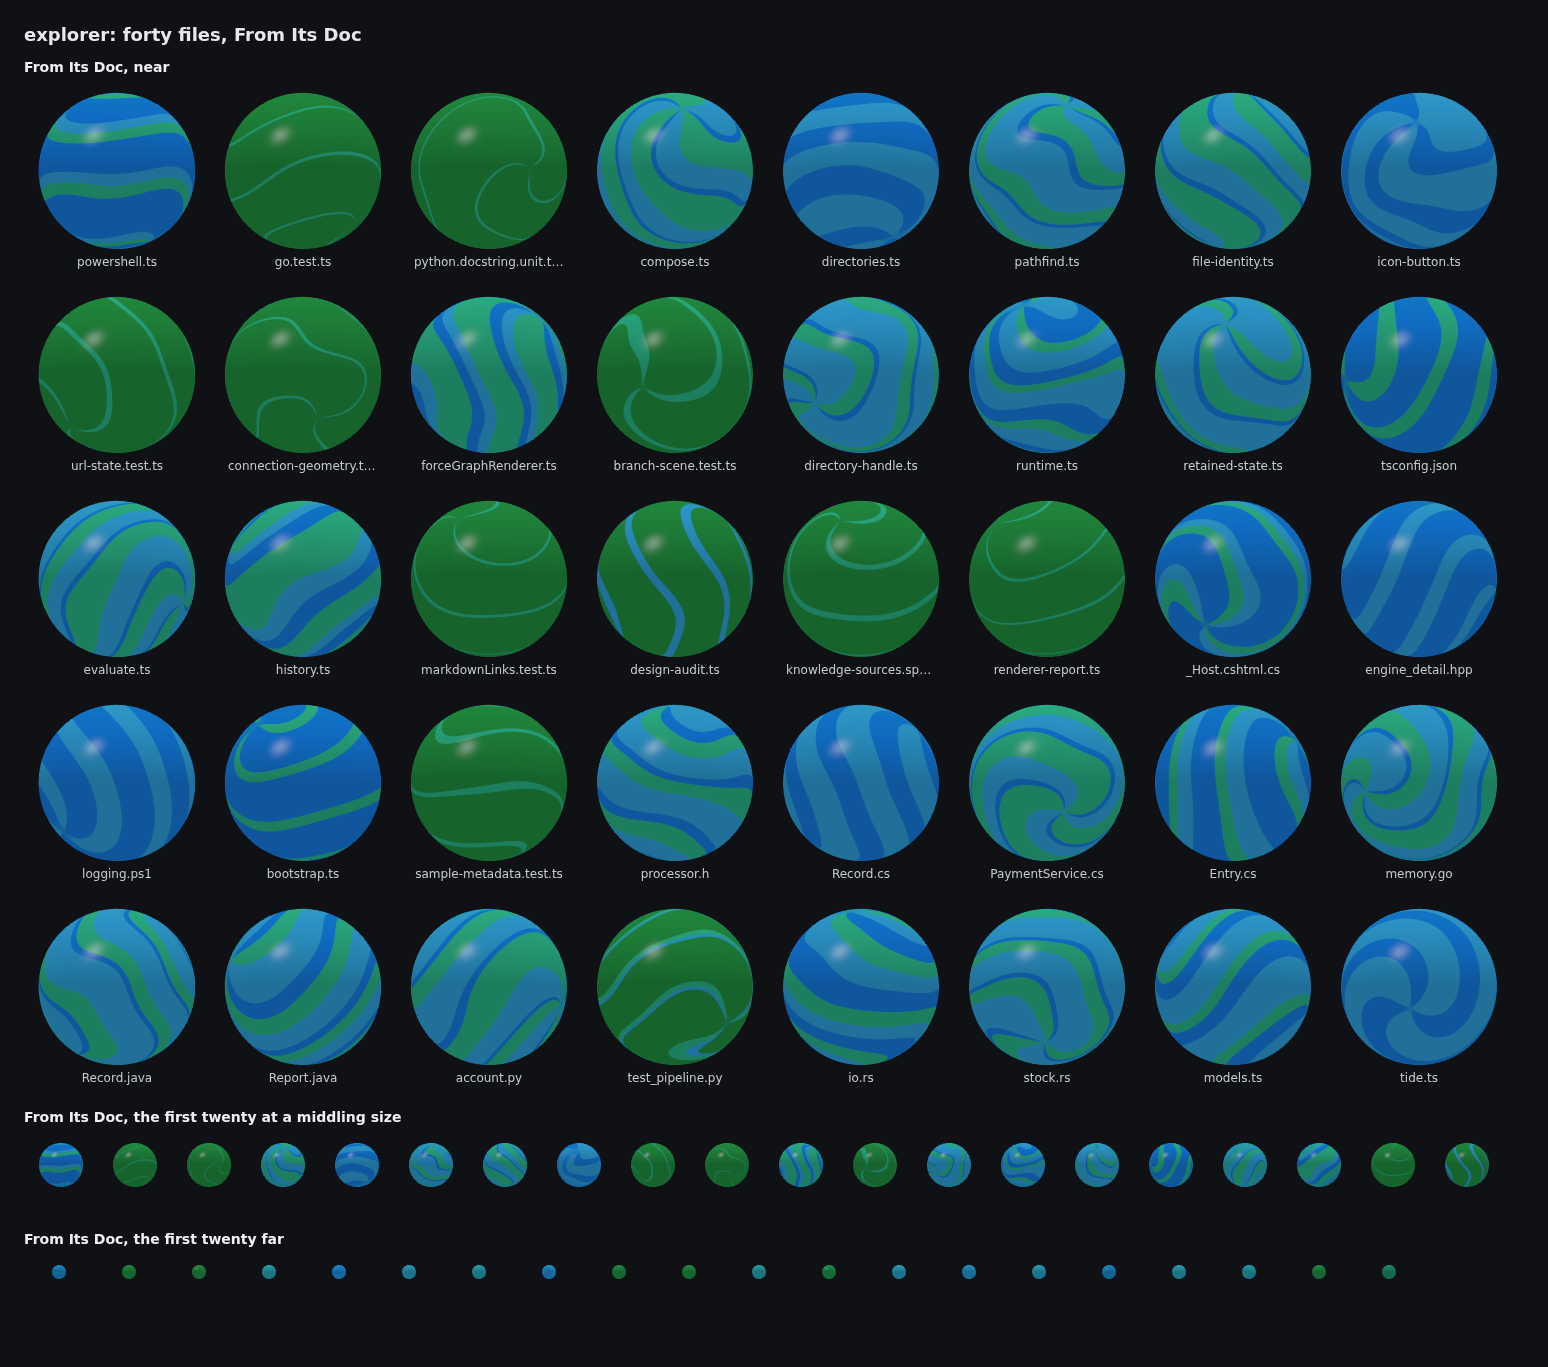 explorer: forty files, From Its Doc
From Its Doc, near
powershell.ts go.test.ts python.docstring.unit.t… compose.ts directories.ts pathfind.ts file-identity.ts icon-button.ts
url-state.test.ts connection-geometry.t… forceGraphRenderer.ts branch-scene.test.ts directory-handle.ts runtime.ts retained-state.ts tsconfig.json
evaluate.ts history.ts markdownLinks.test.ts design-audit.ts knowledge-sources.sp… renderer-report.ts _Host.cshtml.cs engine_detail.hpp
logging.ps1 bootstrap.ts sample-metadata.test.ts processor.h Record.cs PaymentService.cs Entry.cs memory.go
Record.java Report.java account.py test_pipeline.py io.rs stock.rs models.ts tide.ts
From Its Doc, the first twenty at a middling size
From Its Doc, the first twenty far